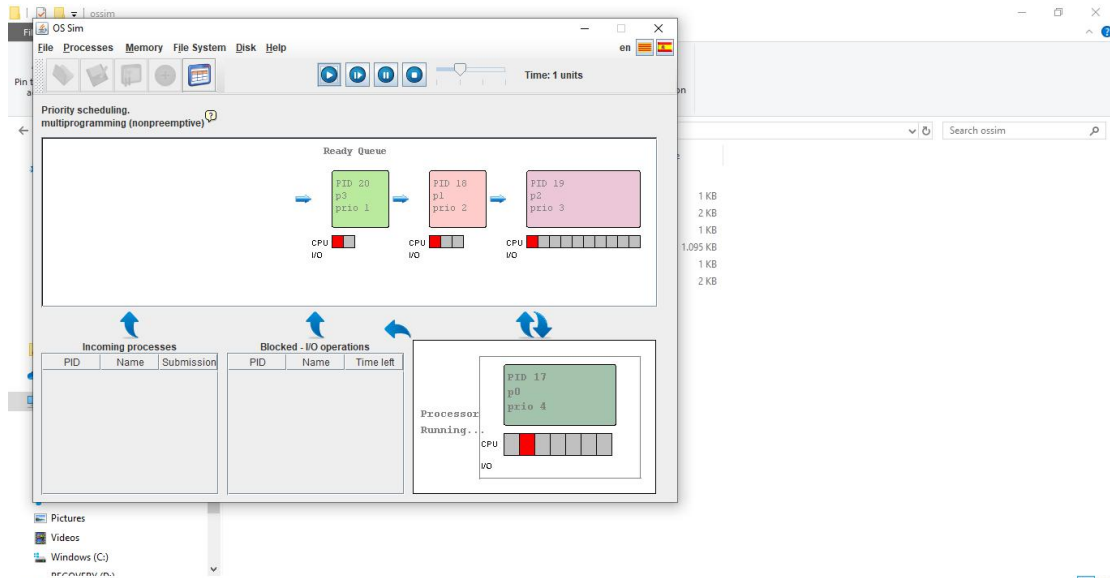 ossim
OS Sim
File Processes Memory File System Disk Help
en
Time: 1 units
Pin t
on
Priority scheduling.
multiprogramming (nonpreemptive)
Search ossim
Ready Queue
PID 20
p3
prio 1
PID 18
p1
prio 2
PID 19
p2
prio 3
CPU
I/O
CPU
I/O
CPU
I/O
1 KB
2 KB
1 KB
1.095 KB
1 KB
2 KB
Incoming processes
PID Name Submission
Blocked - I/O operations
PID Name Time left
PID 17
p0
prio 4
Processor
Running...
CPU
I/O
Pictures
Videos
Windows (C:)
RECOVERY (D:)